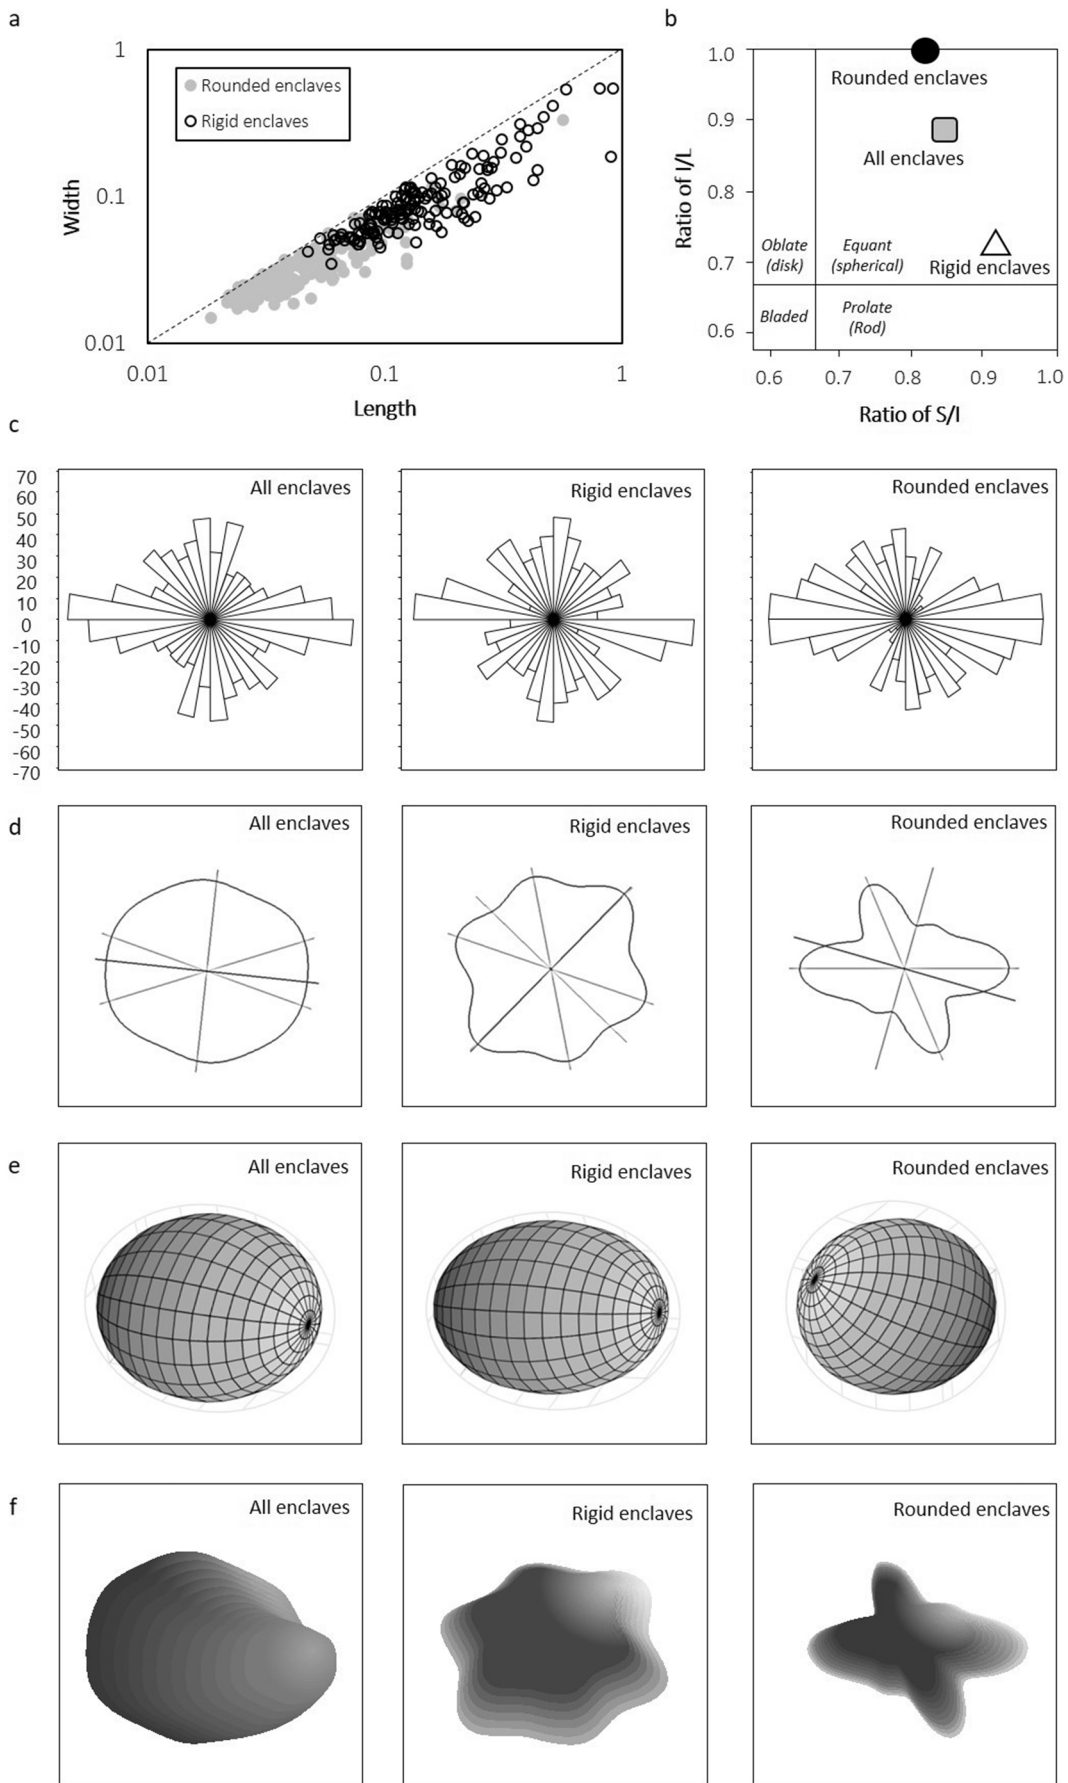 a
1
Rounded enclaves
Rigid enclaves
Width
0.1
0.01
0.01
0.1
1
Length
b
1.0
Rounded enclaves
0.9
All enclaves
Ratio of I/L
0.8
Oblate
(disk)
Equant
(spherical)
0.7
Rigid enclaves
Bladed
Prolate
(Rod)
0.6
0.6
0.7
0.8
0.9
1.0
Ratio of S/I
c
70
60
50
40
30
20
10
0
-10
-20
-30
-40
-50
-60
-70
All enclaves
Rigid enclaves
Rounded enclaves
d
All enclaves
Rigid enclaves
Rounded enclaves
e
All enclaves
Rigid enclaves
Rounded enclaves
f
All enclaves
Rigid enclaves
Rounded enclaves